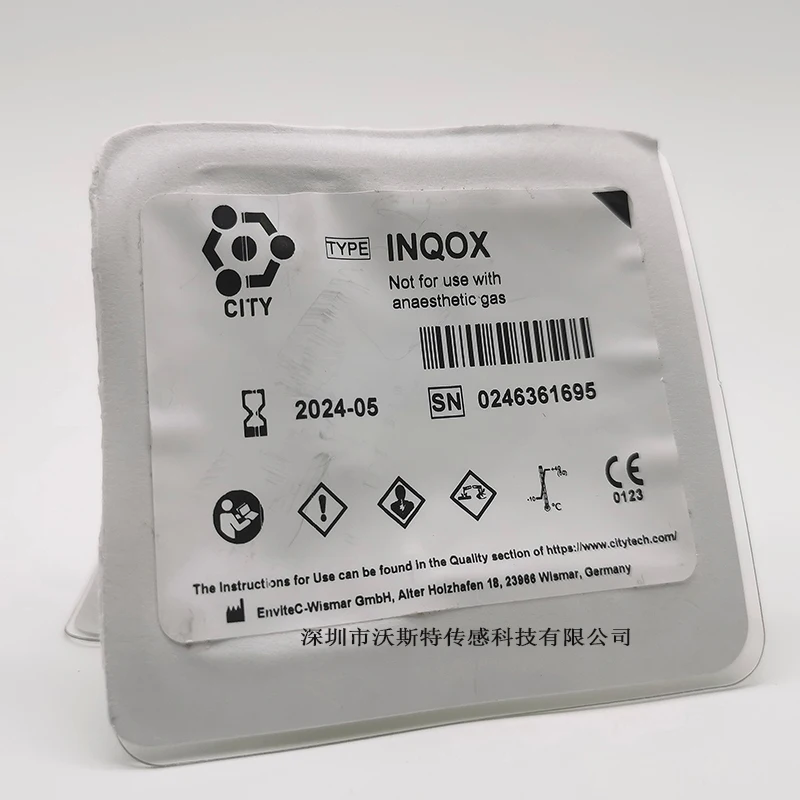 CITY
TYPE INQOX
Not for use with
anaesthetic gas
2024-05 SN 0246361695
-10 °C
CE
0123
The Instructions for Use can be found in the Quality section of https://www.citytech.com/
EnviteC-Wismar GmbH, Alter Holzhafen 18, 23966 Wismar, Germany
深圳市沃斯特传感科技有限公司